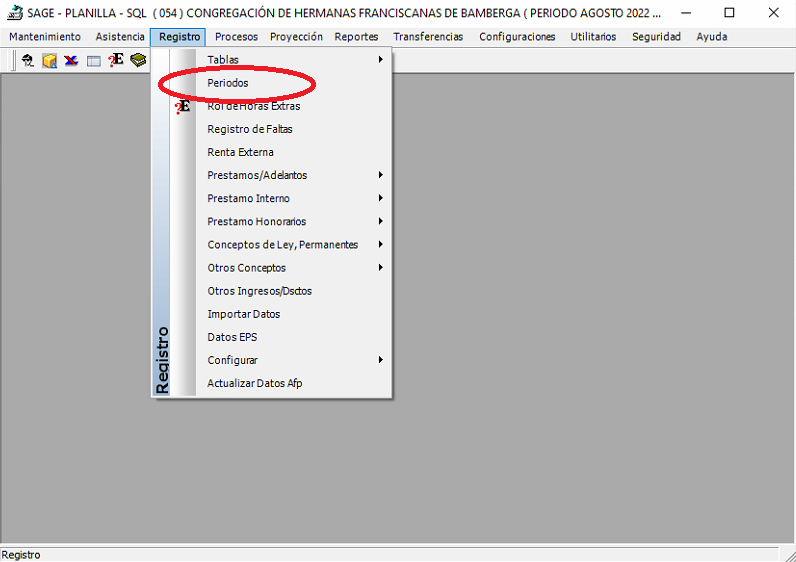 SAGE - PLANILLA - SQL ( 054 ) CONGREGACIÓN DE HERMANAS FRANCISCANAS DE BAMBERGA ( PERIODO AGOSTO 2022 ...
Mantenimiento Asistencia Registro Procesos Proyección Reportes Transferencias Configuraciones Utilitarios Seguridad Ayuda
Tablas
Periodos
Rol de Horas Extras
Registro de Faltas
Renta Externa
Prestamos/Adelantos
Prestamo Interno
Prestamo Honorarios
Conceptos de Ley, Permanentes
Otros Conceptos
Otros Ingresos/Dsctos
Importar Datos
Datos EPS
Configurar
Actualizar Datos Afp
Registro
Registro